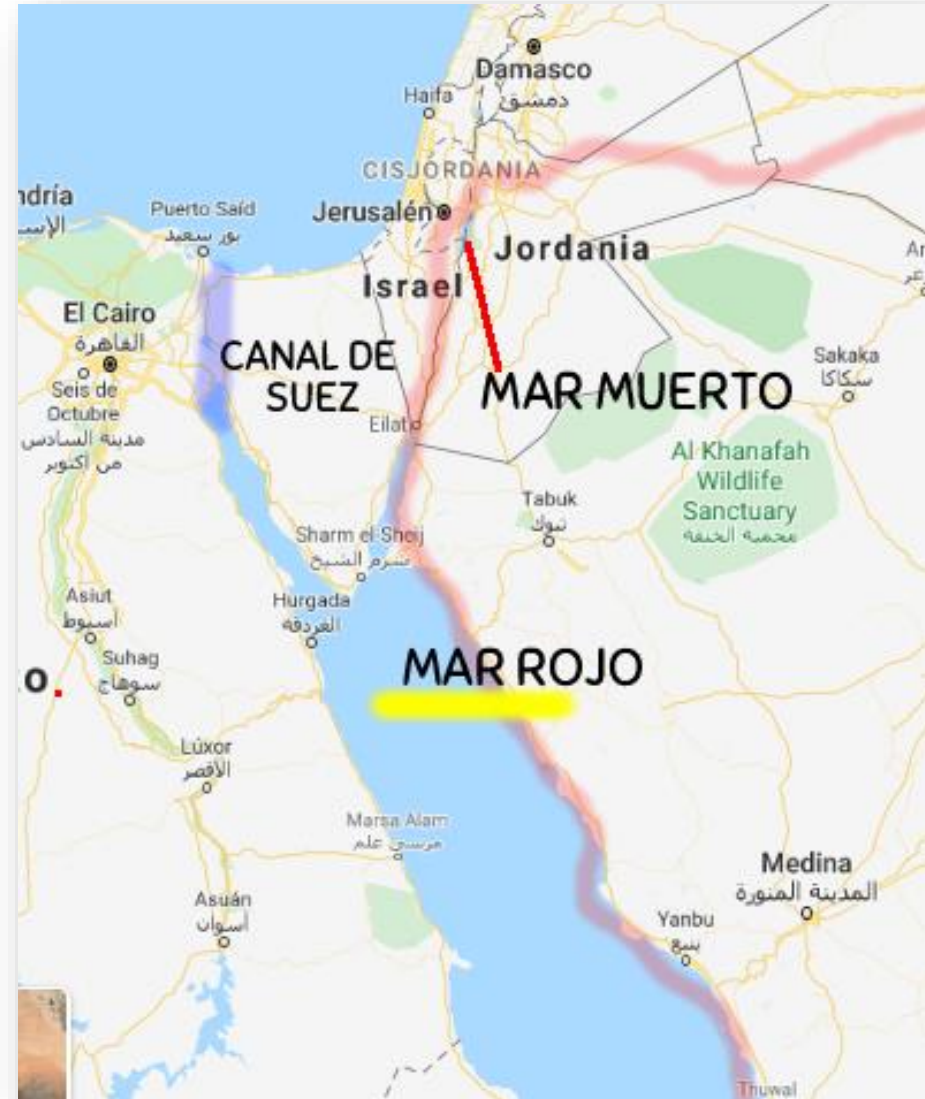 Damasco
دمشق
Haifa
CISJORDANIA
ndría
الإس
Puerto Saíd
بور سعيد
Jerusalén
Jordania
Israel
El Cairo
القاهرة
CANAL DE
SUEZ
Sakaka
سكاكا
Seis de
Octubre
مدينة السادس
من أكتوبر
MAR MUERTO
Eilat
Al Khanafah
Wildlife
Sanctuary
محمية الخنفة
Tabuk
تبوك
Sharm el Sheij
شرم الشيخ
Asiut
أسيوط
Hurgada
الغردقة
Suhag
سوهاج
o
MAR ROJO
Lúxor
الأقصر
Marsa Alam
مرسى علم
Medina
المدينة المنورة
Asuán
أسوان
Yanbu
ينبع
Thuwal